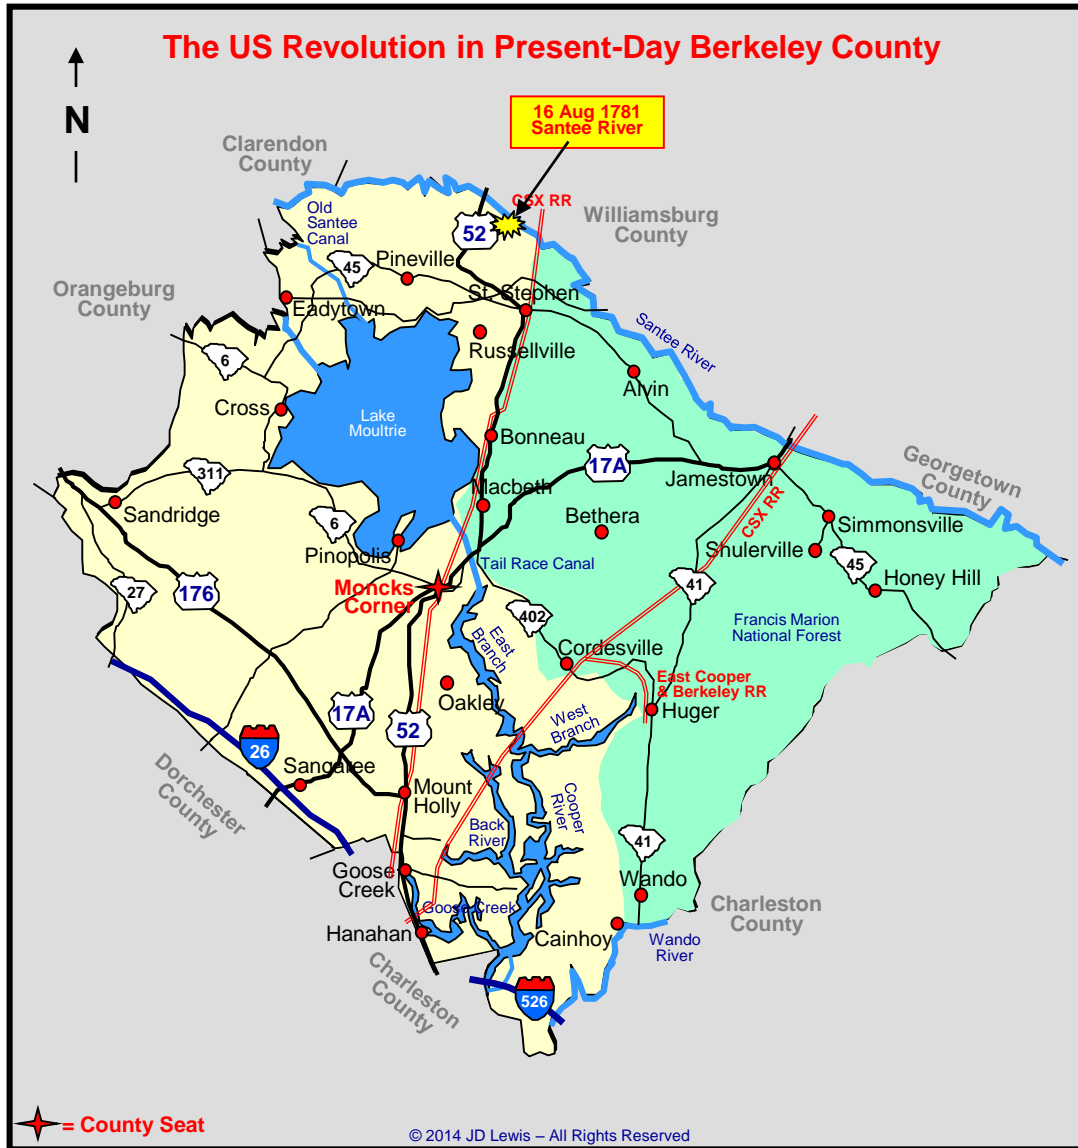 The US Revolution in Present-Day Berkeley County
N
16 Aug 1781
Santee River
Clarendon
County
CSX RR
Williamsburg
County
Old
Santee
Canal
52
Pineville
45
Orangeburg
County
Eadytown
St. Stephen
Russellville
Santee River
6
Alvin
Cross
Lake
Moultrie
Bonneau
17A
Jamestown
Georgetown
County
311
Macbeth
CSX RR
Sandridge
6
Bethera
Simmonsville
Pinopolis
Tail Race Canal
Shulerville
45
Honey Hill
27
176
Moncks
Corner
41
402
Francis Marion
National Forest
East
Branch
Cordesville
East Cooper
& Berkeley RR
Oakley
Huger
17A
52
West
Branch
26
Sangaree
Dorchester
County
Mount
Holly
Cooper
River
Back
River
41
Goose
Creek
Wando
Goose Creek
Charleston
County
Hanahan
Cainhoy
Wando
River
Charleston
County
526
= County Seat
© 2014 JD Lewis – All Rights Reserved